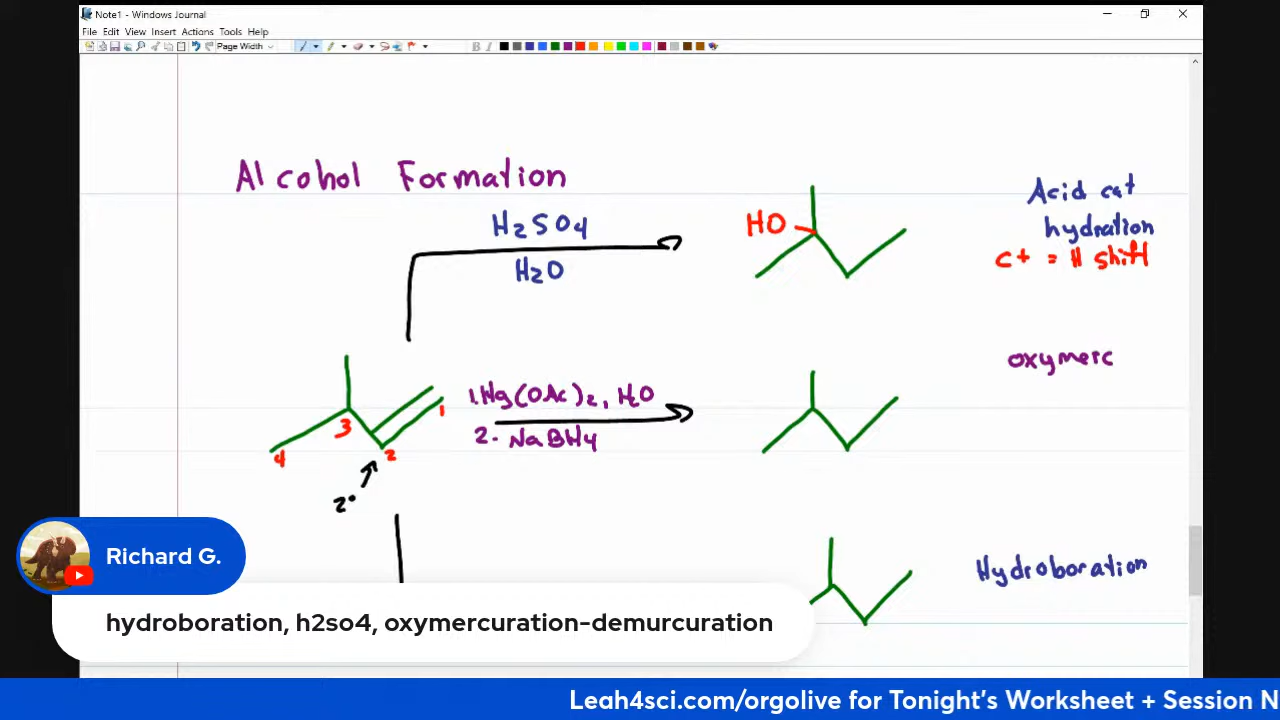 Note1 - Windows Journal
File Edit View Insert Actions Tools Help
Page Width
B I
Alcohol Formation
H2SO4
H2O
HO
Acid cat
hydration
C+ = H shift
1. Hg(OAc)2, H2O
2. NaBH4
oxymerc
1
2
3
4
2°
Hydroboration
Richard G.
hydroboration, h2so4, oxymercuration-demurcuration
Leah4sci.com/orgolive for Tonight's Worksheet + Session N